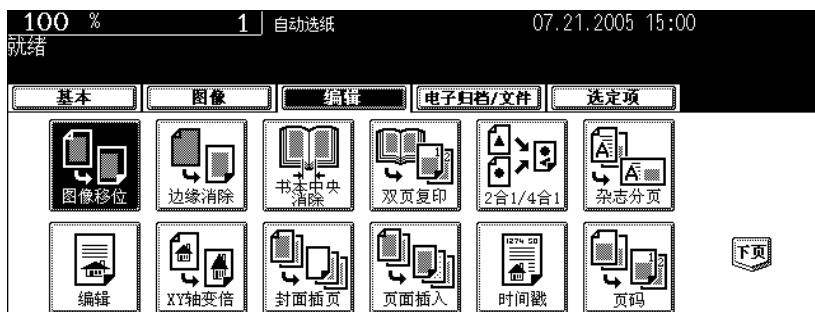 100 % 1 自动选纸 07.21.2005 15:00
就绪
基本 图像 编辑 电子归档/文件 选定项
图像移位 边缘消除 书本中央消除 双页复印 2合1/4合1 杂志分页
编辑 XY轴变倍 封面插页 页面插入 时间戳 页码 下页